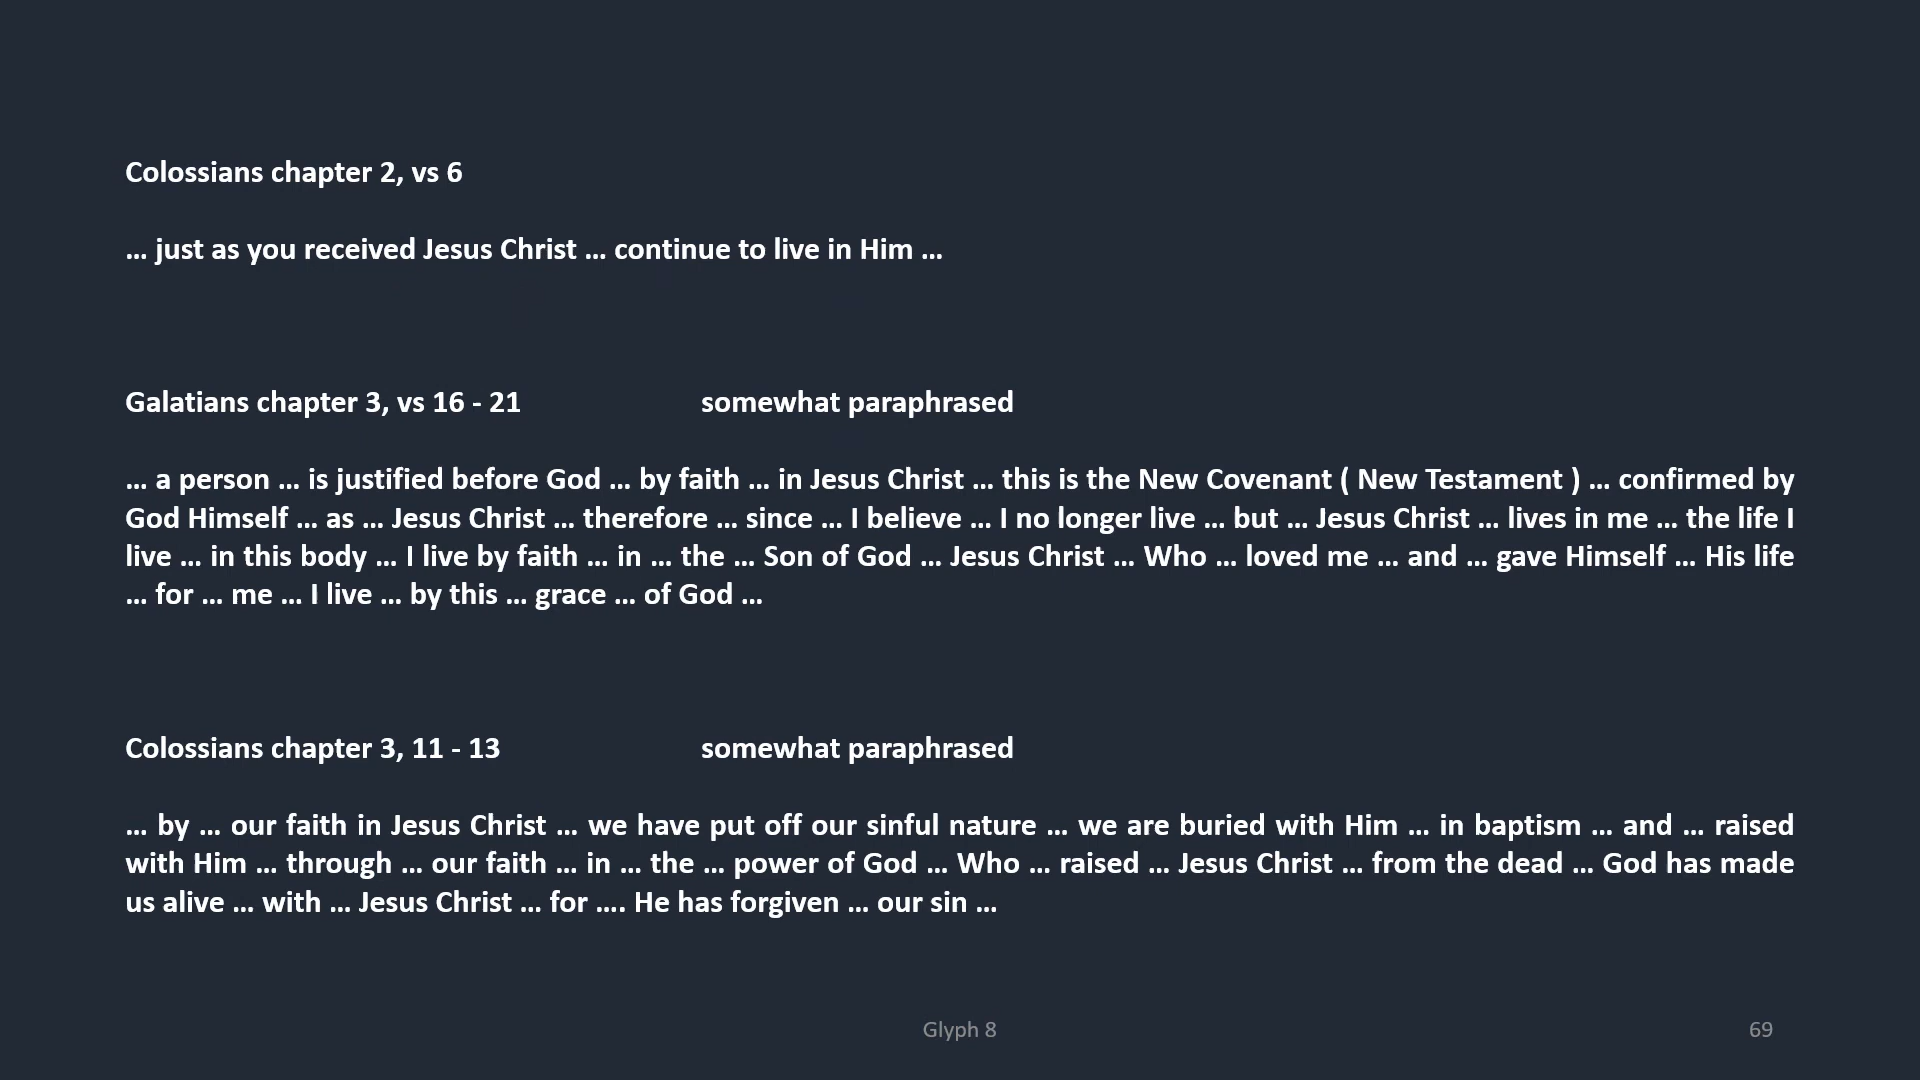 Colossians chapter 2, vs 6
... just as you received Jesus Christ ... continue to live in Him ...
Galatians chapter 3, vs 16 - 21 somewhat paraphrased
... a person ... is justified before God ... by faith ... in Jesus Christ ... this is the New Covenant ( New Testament ) ... confirmed by
God Himself ... as ... Jesus Christ ... therefore ... since ... I believe ... I no longer live ... but ... Jesus Christ ... lives in me ... the life I
live ... in this body ... I live by faith ... in ... the ... Son of God ... Jesus Christ ... Who ... loved me ... and ... gave Himself ... His life
... for ... me ... I live ... by this ... grace ... of God ...
Colossians chapter 3, 11 - 13 somewhat paraphrased
... by ... our faith in Jesus Christ ... we have put off our sinful nature ... we are buried with Him ... in baptism ... and ... raised
with Him ... through ... our faith ... in ... the ... power of God ... Who ... raised ... Jesus Christ ... from the dead ... God has made
us alive ... with ... Jesus Christ ... for .... He has forgiven ... our sin ...
Glyph 8
69